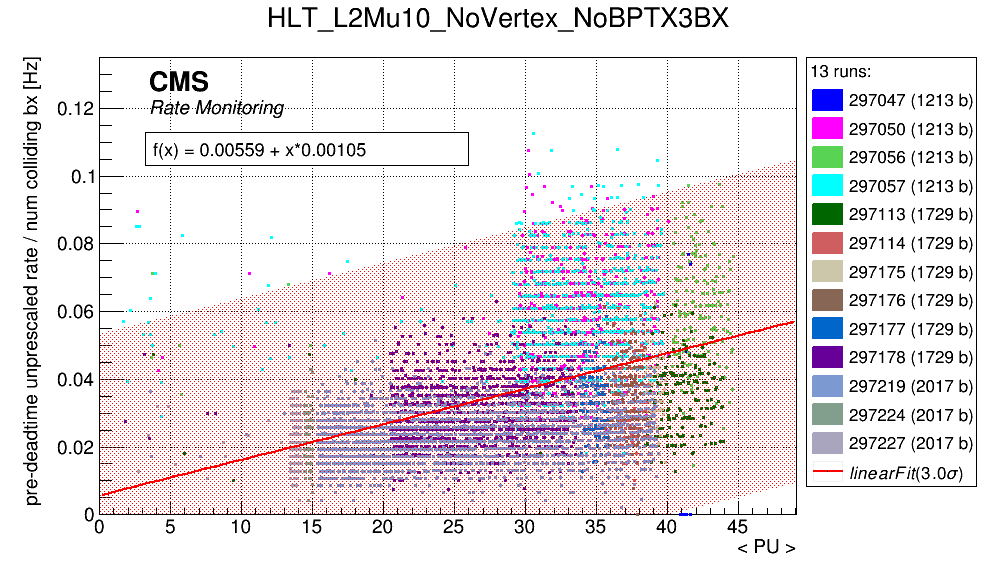 HLT_L2Mu10_NoVertex_NoBPTX3BX
pre-deadtime unprescaled rate / num colliding bx [Hz]
CMS
Rate Monitoring
f(x) = 0.00559 + x*0.00105
0.12
0.1
0.08
0.06
0.04
0.02
0
0 5 10 15 20 25 30 35 40 45
< PU >
13 runs:
297047 (1213 b)
297050 (1213 b)
297056 (1213 b)
297057 (1213 b)
297113 (1729 b)
297114 (1729 b)
297175 (1729 b)
297176 (1729 b)
297177 (1729 b)
297178 (1729 b)
297219 (2017 b)
297224 (2017 b)
297227 (2017 b)
linearFit(3.0σ)